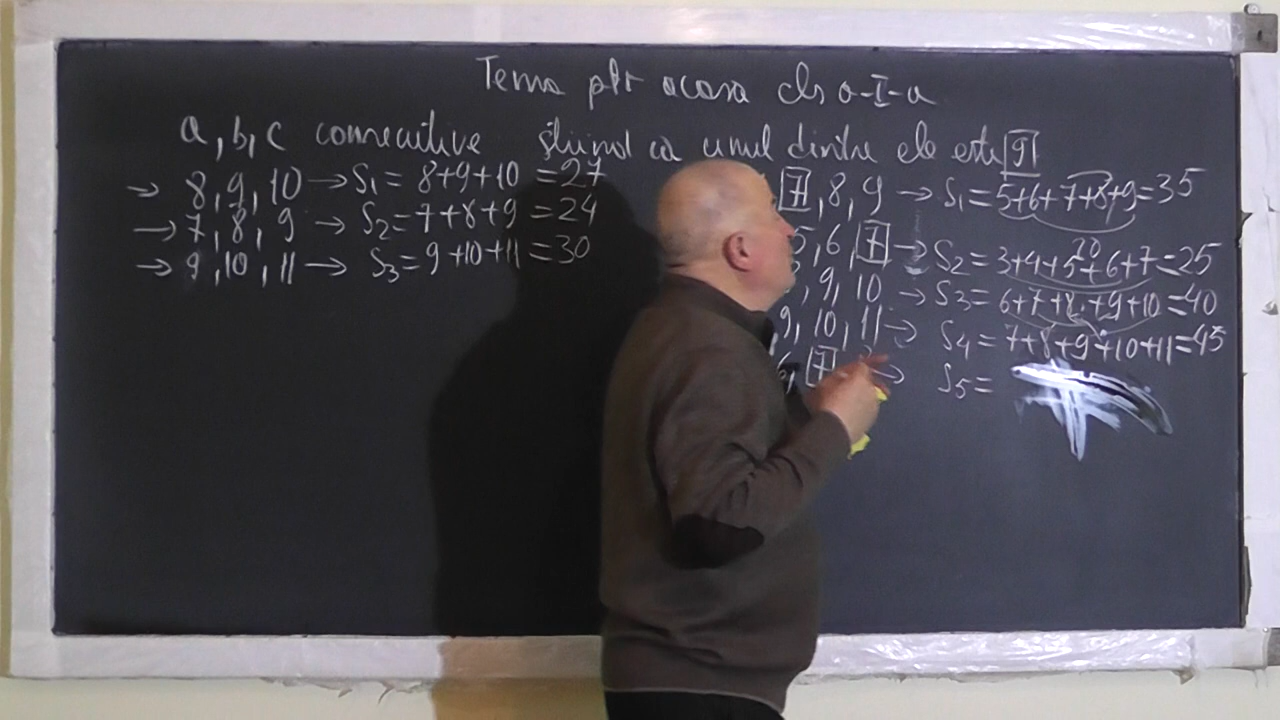 Tema ptr acasa cls a-I-a
a, b, c consecutive știind ca unul dintre ele este 9
→ 8, 9, 10 → S1 = 8+9+10 = 27
→ 7, 8, 9 → S2 = 7+8+9 = 24
→ 9, 10, 11 → S3 = 9+10+11 = 30
7, 8, 9 → S1 = 5+6+7+8+9 = 35
5, 6, 7 → S2 = 3+4+5+6+7 = 25
20
, 9, 10 → S3 = 6+7+8+9+10 = 40
9, 10, 11 → S4 = 7+8+9+10+11 = 45
6, 7 → S5 =